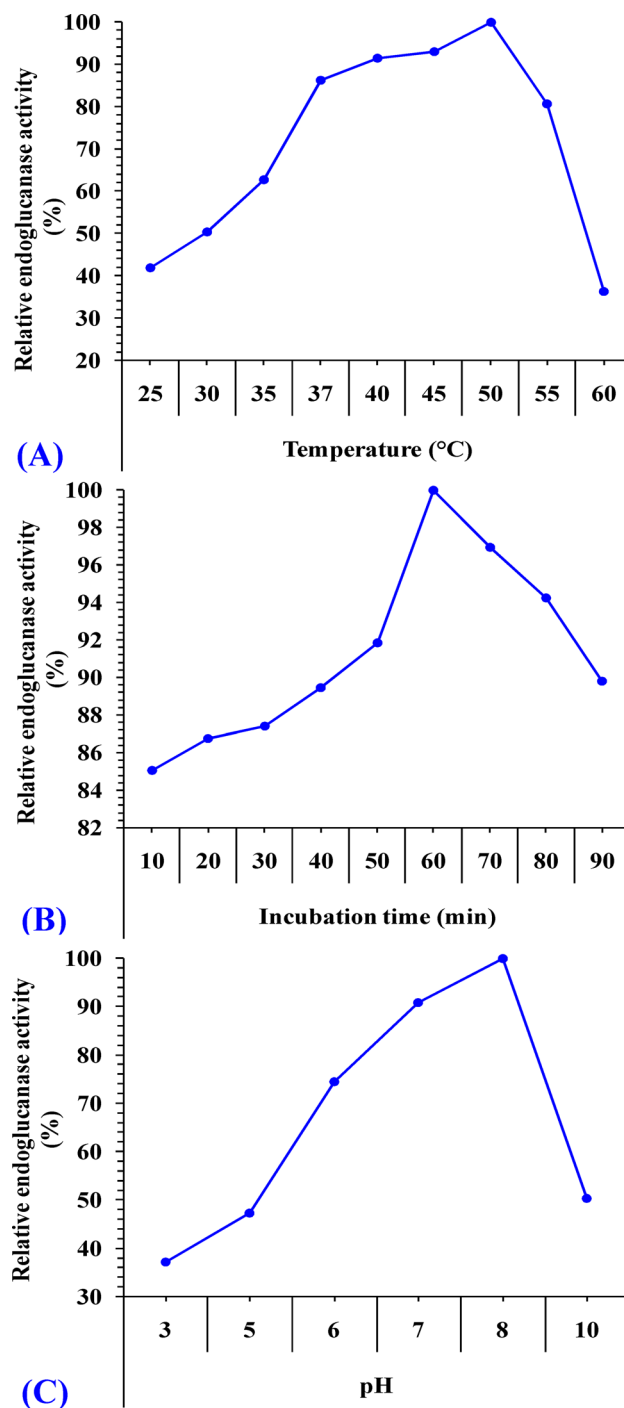 Relative endoglucanase activity
(%)
100
90
80
70
60
50
40
30
20
25 30 35 37 40 45 50 55 60
Temperature (°C)
(A)
Relative endoglucanase activity
(%)
100
98
96
94
92
90
88
86
84
82
10 20 30 40 50 60 70 80 90
Incubation time (min)
(B)
Relative endoglucanase activity
(%)
100
90
80
70
60
50
40
30
3 5 6 7 8 10
pH
(C)